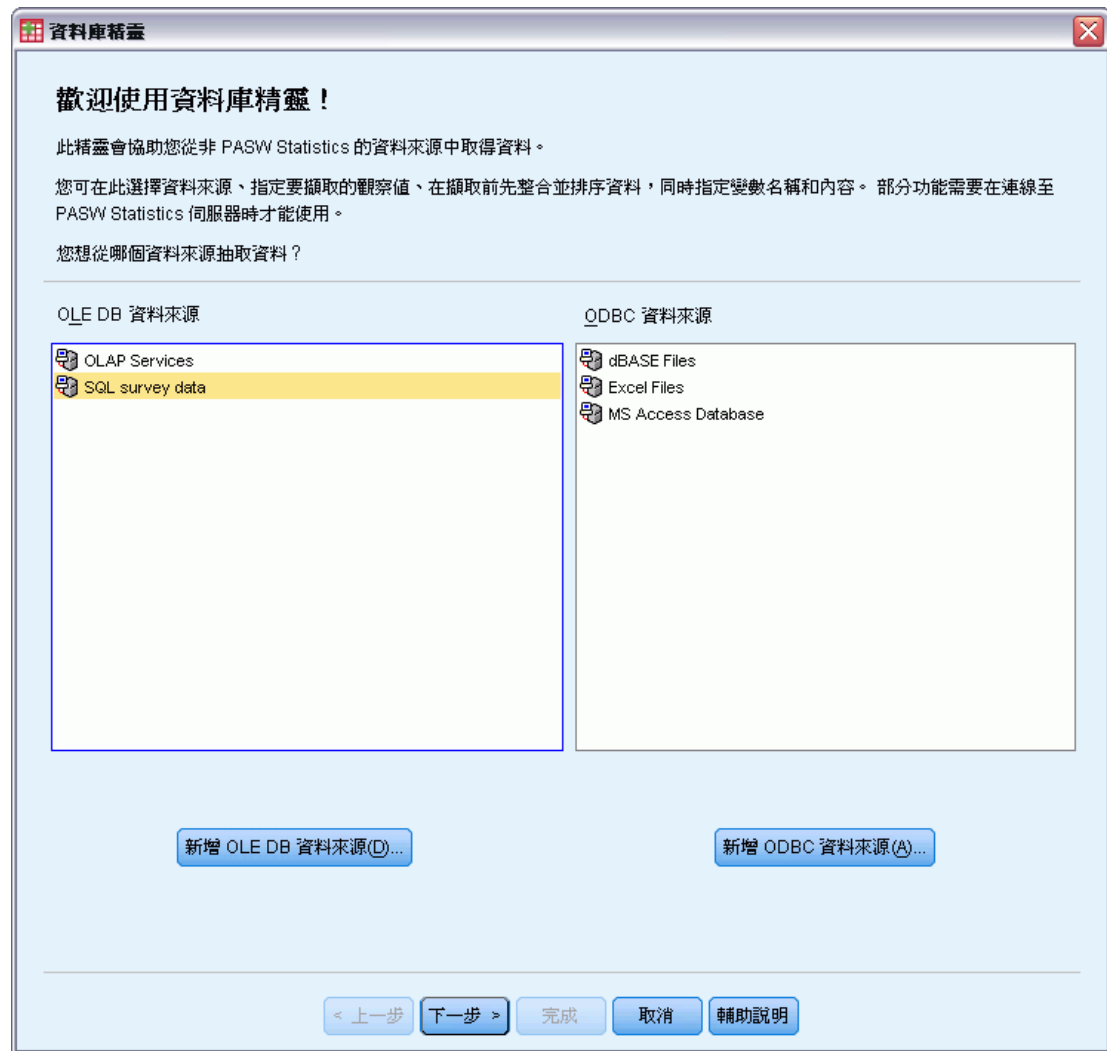 資料庫精靈
歡迎使用資料庫精靈！
此精靈會協助您從非 PASW Statistics 的資料來源中取得資料。
您可在此選擇資料來源、指定要擷取的觀察值、在擷取前先整合並排序資料，同時指定變數名稱和內容。 部分功能需要在連線至
PASW Statistics 伺服器時才能使用。
您想從哪個資料來源抽取資料？
OLE DB 資料來源
OLAP Services
SQL survey data
新增 OLE DB 資料來源(D)...
ODBC 資料來源
dBASE Files
Excel Files
MS Access Database
新增 ODBC 資料來源(A)...
< 上一步
下一步 >
完成
取消
輔助說明